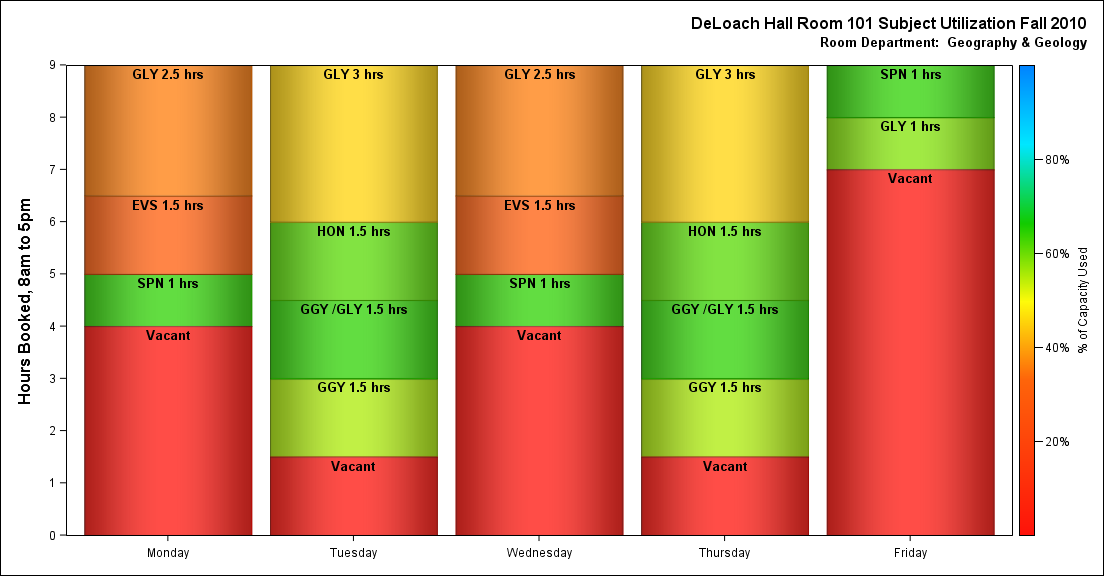 DeLoach Hall Room 101 Subject Utilization Fall 2010
Room Department:  Geography & Geology
Hours Booked, 8am to 5pm
9
8
7
6
5
4
3
2
1
0
GLY 2.5 hrs
EVS 1.5 hrs
SPN 1 hrs
Vacant
GLY 3 hrs
HON 1.5 hrs
GGY /GLY 1.5 hrs
GGY 1.5 hrs
Vacant
GLY 2.5 hrs
EVS 1.5 hrs
SPN 1 hrs
Vacant
GLY 3 hrs
HON 1.5 hrs
GGY /GLY 1.5 hrs
GGY 1.5 hrs
Vacant
SPN 1 hrs
GLY 1 hrs
Vacant
Monday
Tuesday
Wednesday
Thursday
Friday
80%
60%
40%
20%
% of Capacity Used